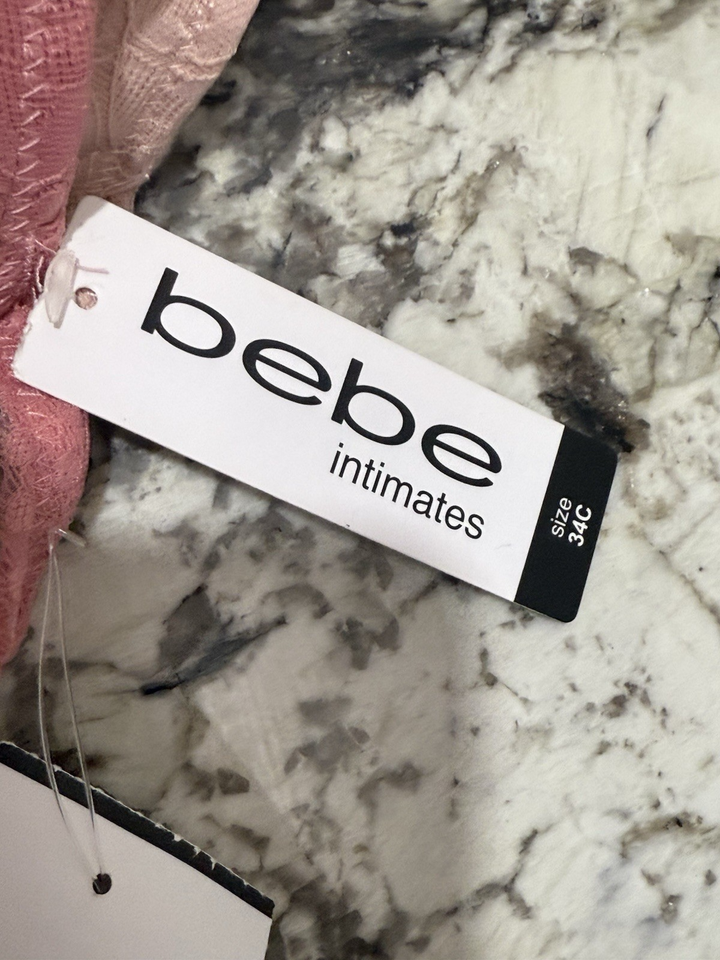 bebe
intimates
size
34C